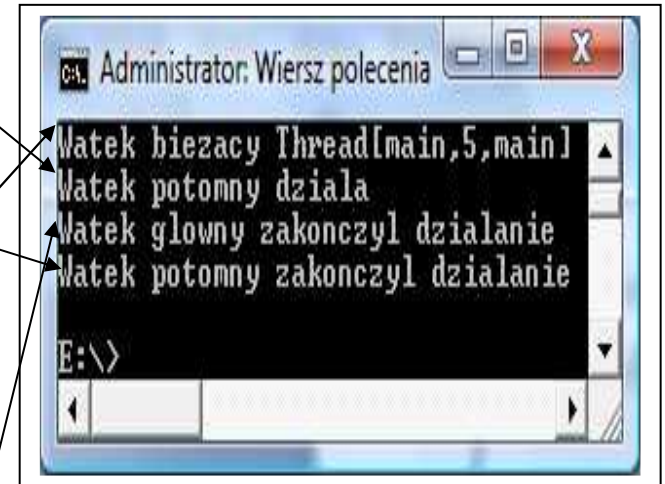 C:\. Administrator: Wiersz polecenia
Watek biezacy Thread[main,5,main]
Watek potomny dziala
Watek glowny zakonczyl dzialanie
Watek potomny zakonczyl dzialanie
E:\>